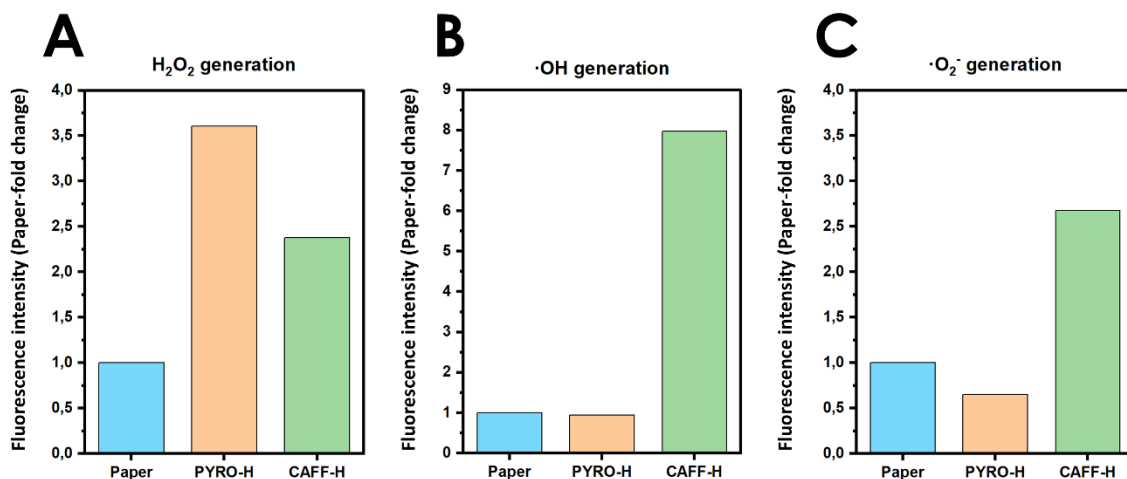 A
H₂O₂ generation
Fluorescence intensity (Paper-fold change)
4,0
3,5
3,0
2,5
2,0
1,5
1,0
0,5
0,0
Paper PYRO-H CAFF-H
B
·OH generation
Fluorescence intensity (Paper-fold change)
9
8
7
6
5
4
3
2
1
0
Paper PYRO-H CAFF-H
C
·O₂⁻ generation
Fluorescence intensity (Paper-fold change)
4,0
3,5
3,0
2,5
2,0
1,5
1,0
0,5
0,0
Paper PYRO-H CAFF-H